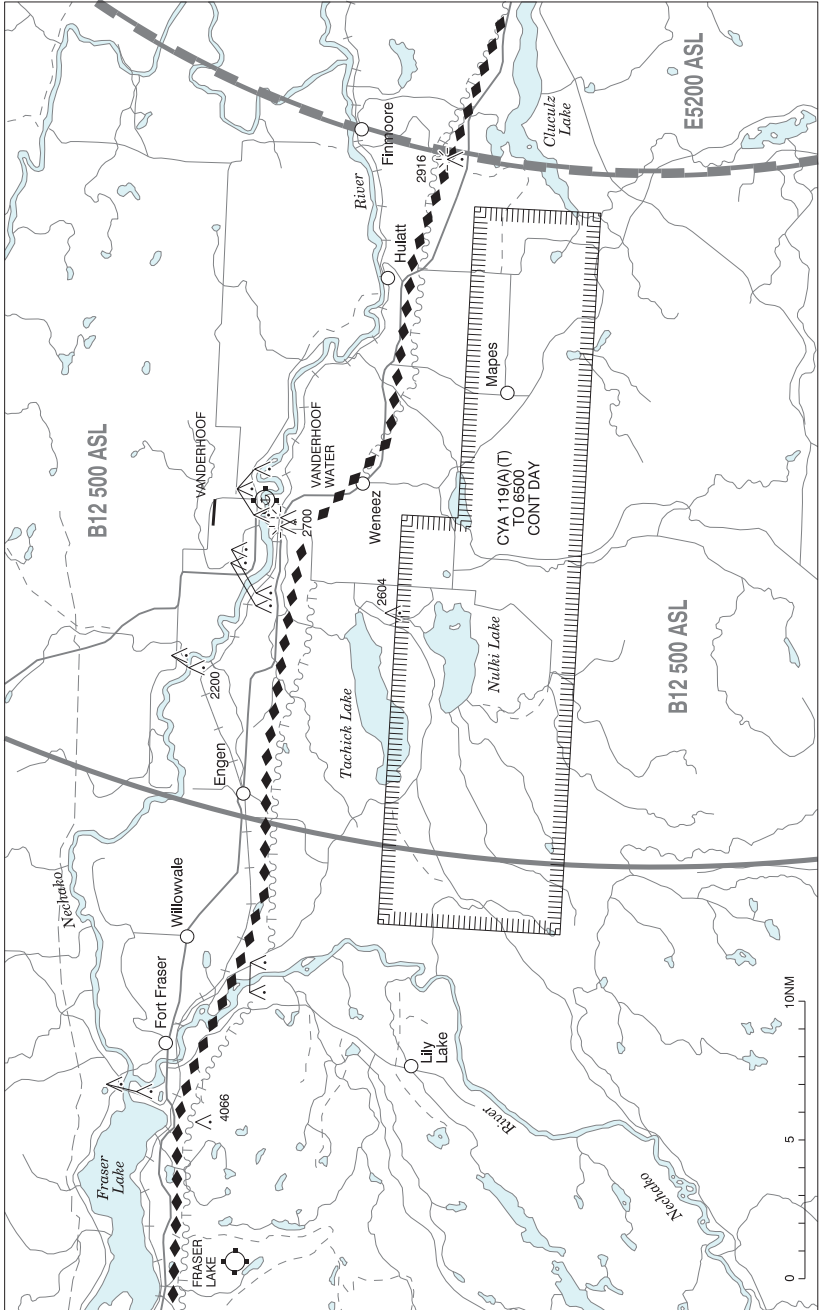 B12 500 ASL
E5200 ASL
River
Finmoore
2916
Cluculz
Lake
Hulatt
VANDERHOOF
VANDERHOOF
WATER
2700
Weneez
Mapes
CYA 119(A)(T)
TO 6500
CONT DAY
2604
2200
Engen
Tachick Lake
Nulki Lake
B12 500 ASL
Nechako
Willowvale
Fort Fraser
Fraser
Lake
4066
FRASER
LAKE
Lily
Lake
River
Nechako
0
5
10NM